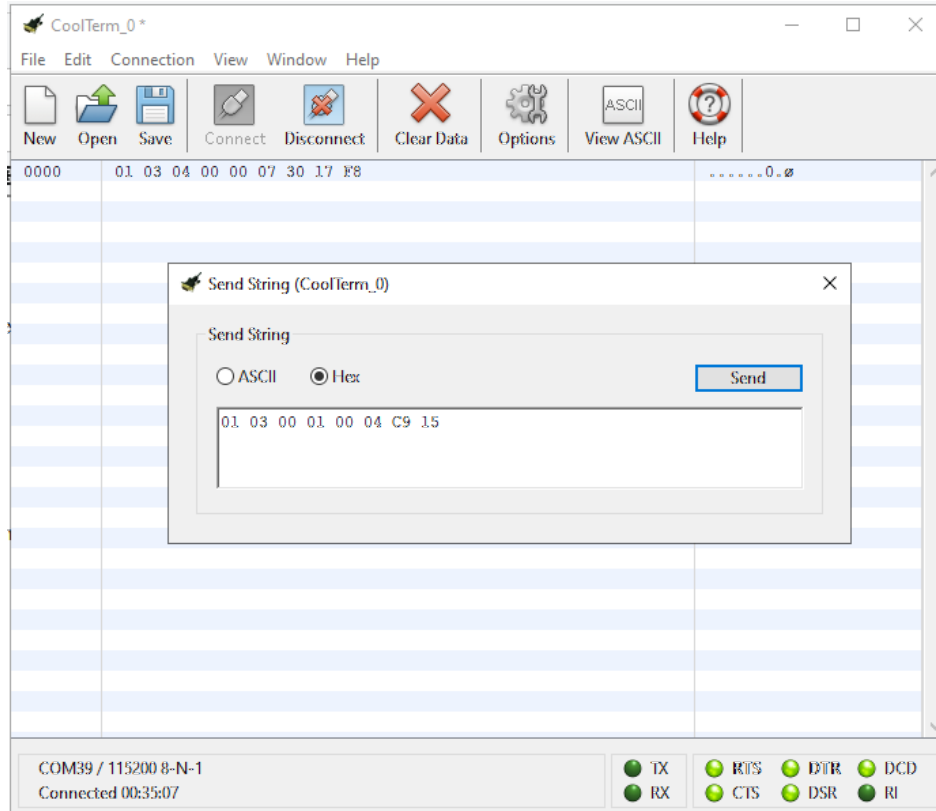 CoolTerm_0 *
File Edit Connection View Window Help
ASCII
New Open Save Connect Disconnect Clear Data Options View ASCII Help
0000 01 03 04 00 00 07 30 17 F8 ......0.ø
Send String (CoolTerm_0)
Send String
ASCII Hex Send
01 03 00 01 00 04 C9 15
COM39 / 115200 8-N-1 TX RTS DTR DCD
Connected 00:35:07 RX CTS DSR RI